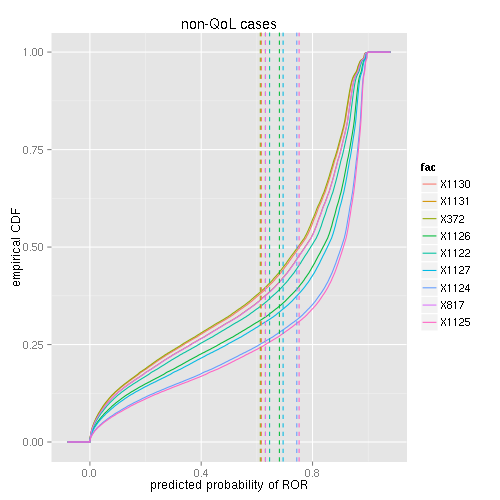 non-QoL cases
1.00
0.75
0.50
0.25
0.00
empirical CDF
0.0 0.4 0.8
predicted probability of ROR
fac
X1130
X1131
X372
X1126
X1122
X1127
X1124
X817
X1125